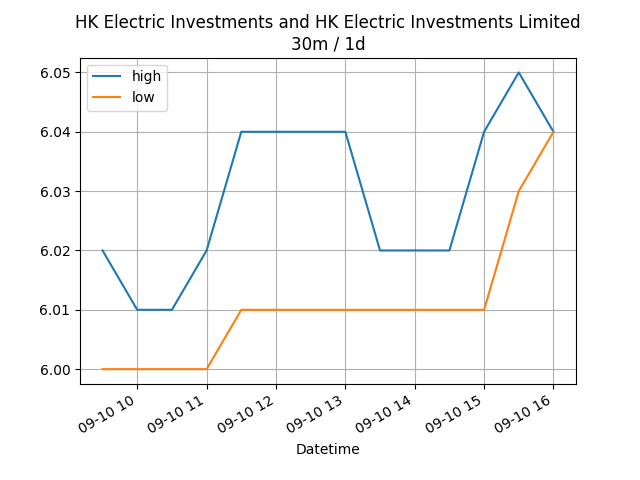 HK Electric Investments and HK Electric Investments Limited
30m / 1d
high
low
6.05
6.04
6.03
6.02
6.01
6.00
09-10 10
09-10 11
09-10 12
09-10 13
09-10 14
09-10 15
09-10 16
Datetime